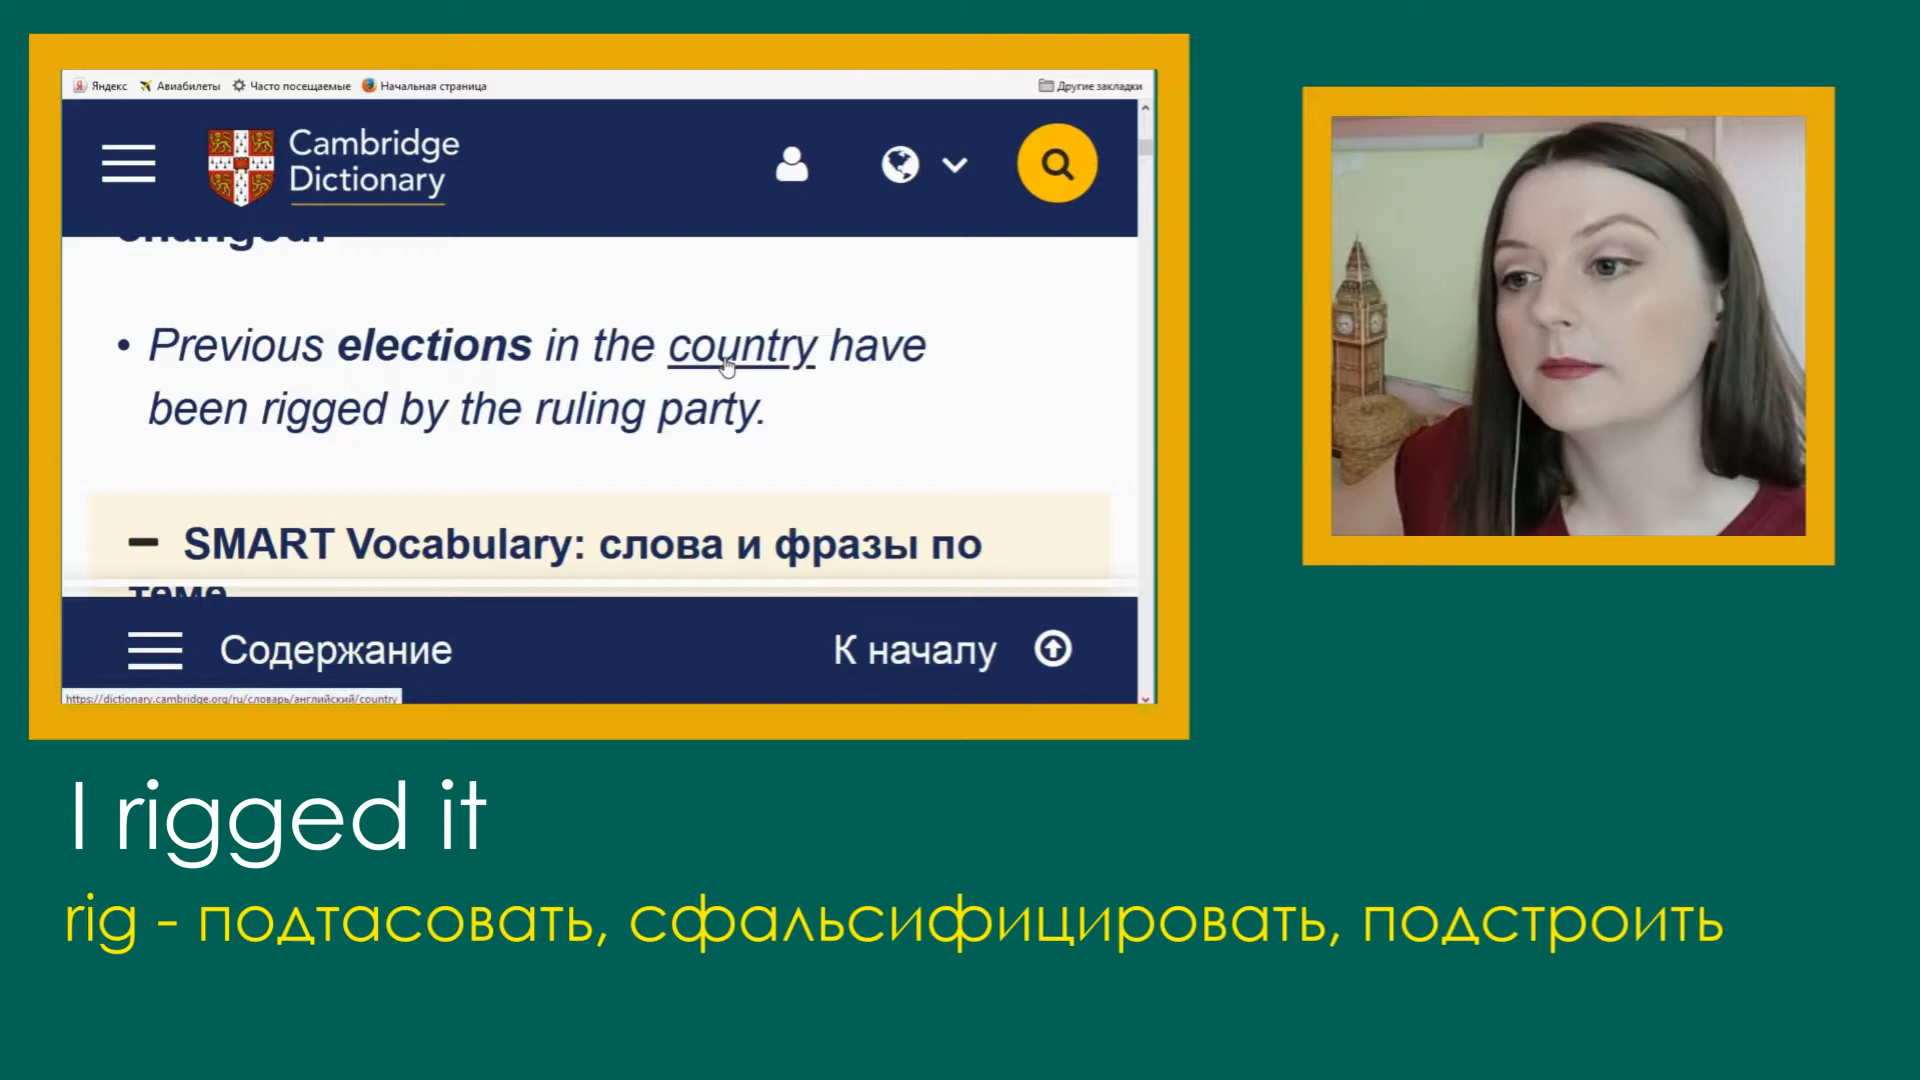 Яндекс Авиабилеты Часто посещаемые Начальная страница Другие закладки
Cambridge
Dictionary
changed.
• Previous elections in the country have
been rigged by the ruling party.
SMART Vocabulary: слова и фразы по
теме
Содержание К началу
https://dictionary.cambridge.org/ru/словарь/английский/country
I rigged it
rig - подтасовать, сфальсифицировать, подстроить